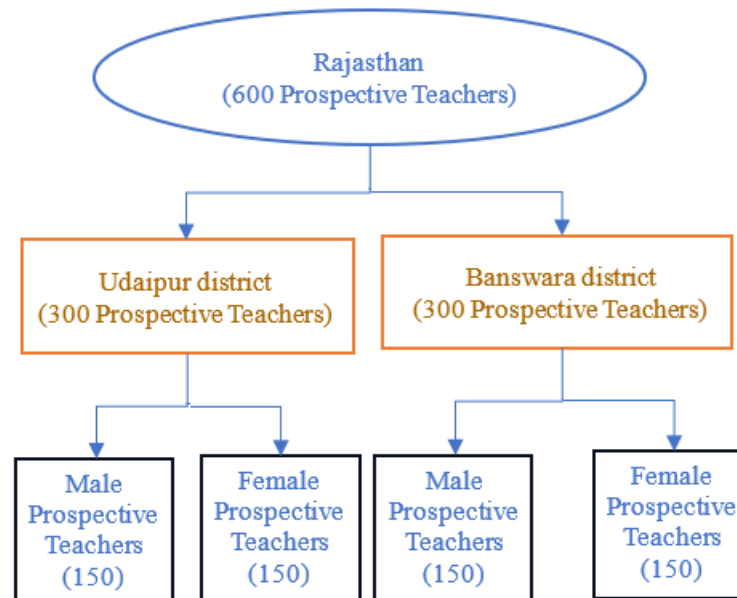 Rajasthan
(600 Prospective Teachers)
Udaipur district
(300 Prospective Teachers)
Banswara district
(300 Prospective Teachers)
Male
Prospective
Teachers
(150)
Female
Prospective
Teachers
(150)
Male
Prospective
Teachers
(150)
Female
Prospective
Teachers
(150)